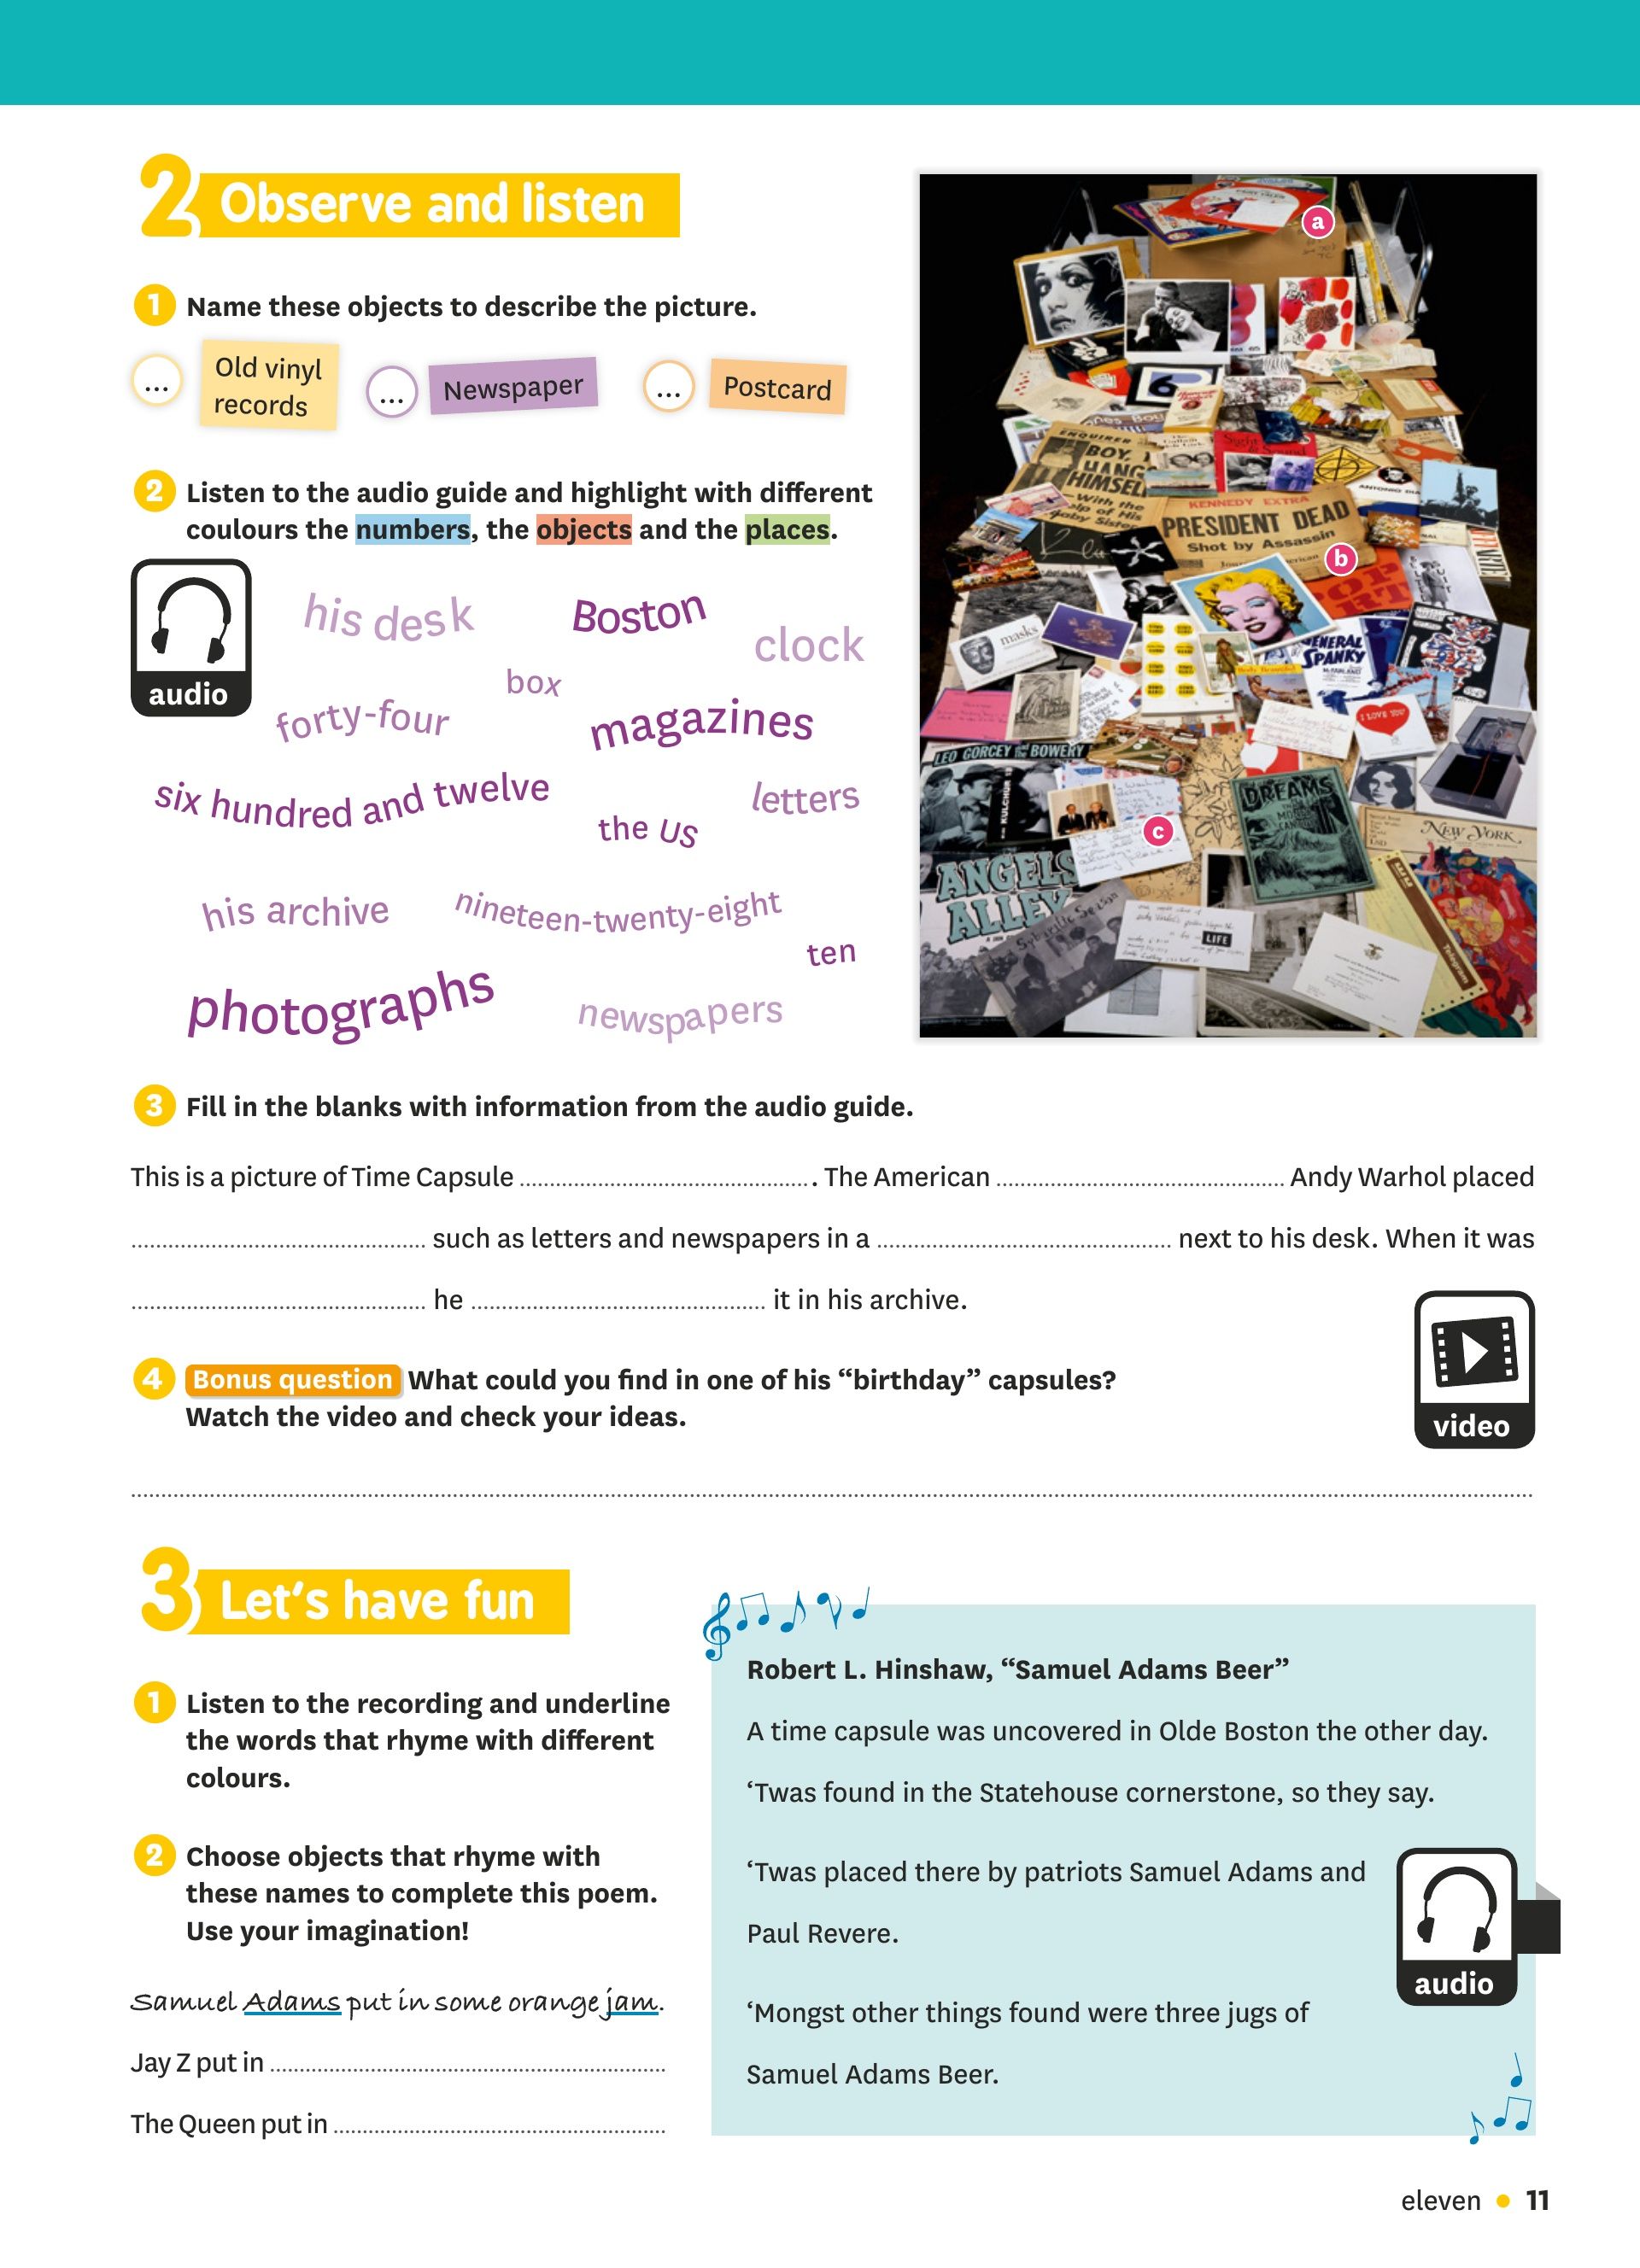 2 Observe and listen
1 Name these objects to describe the picture.
... Old vinyl records
... Newspaper
... Postcard
2 Listen to the audio guide and highlight with different
coulours the numbers, the objects and the places.
audio
his desk
Boston
clock
box
forty-four
magazines
six hundred and twelve
letters
the US
his archive
nineteen-twenty-eight
ten
photographs
newspapers
a
BOY,
HANG
HIMSELF
With the
KENNEDY EXTRA
PRESIDENT DEAD
Shot by Assassin
b
masks
GENERAL
SPANKY
I LOVE YOU
LEO GORCEY BOWERY
DREAMS
c
NEW YORK
ANGELS
ALLEY
LIFE
Telegram
3 Fill in the blanks with information from the audio guide.
This is a picture of Time Capsule ................ . The American ................ Andy Warhol placed
................ such as letters and newspapers in a ................ next to his desk. When it was
................ he ................ it in his archive.
4 Bonus question What could you find in one of his “birthday” capsules?
Watch the video and check your ideas.
video
3 Let's have fun
1 Listen to the recording and underline
the words that rhyme with different
colours.
2 Choose objects that rhyme with
these names to complete this poem.
Use your imagination!
Samuel Adams put in some orange jam.
Jay Z put in ................
The Queen put in ................
Robert L. Hinshaw, “Samuel Adams Beer”
A time capsule was uncovered in Olde Boston the other day.
‘Twas found in the Statehouse cornerstone, so they say.
‘Twas placed there by patriots Samuel Adams and
Paul Revere.
‘Mongst other things found were three jugs of
Samuel Adams Beer.
audio
eleven • 11